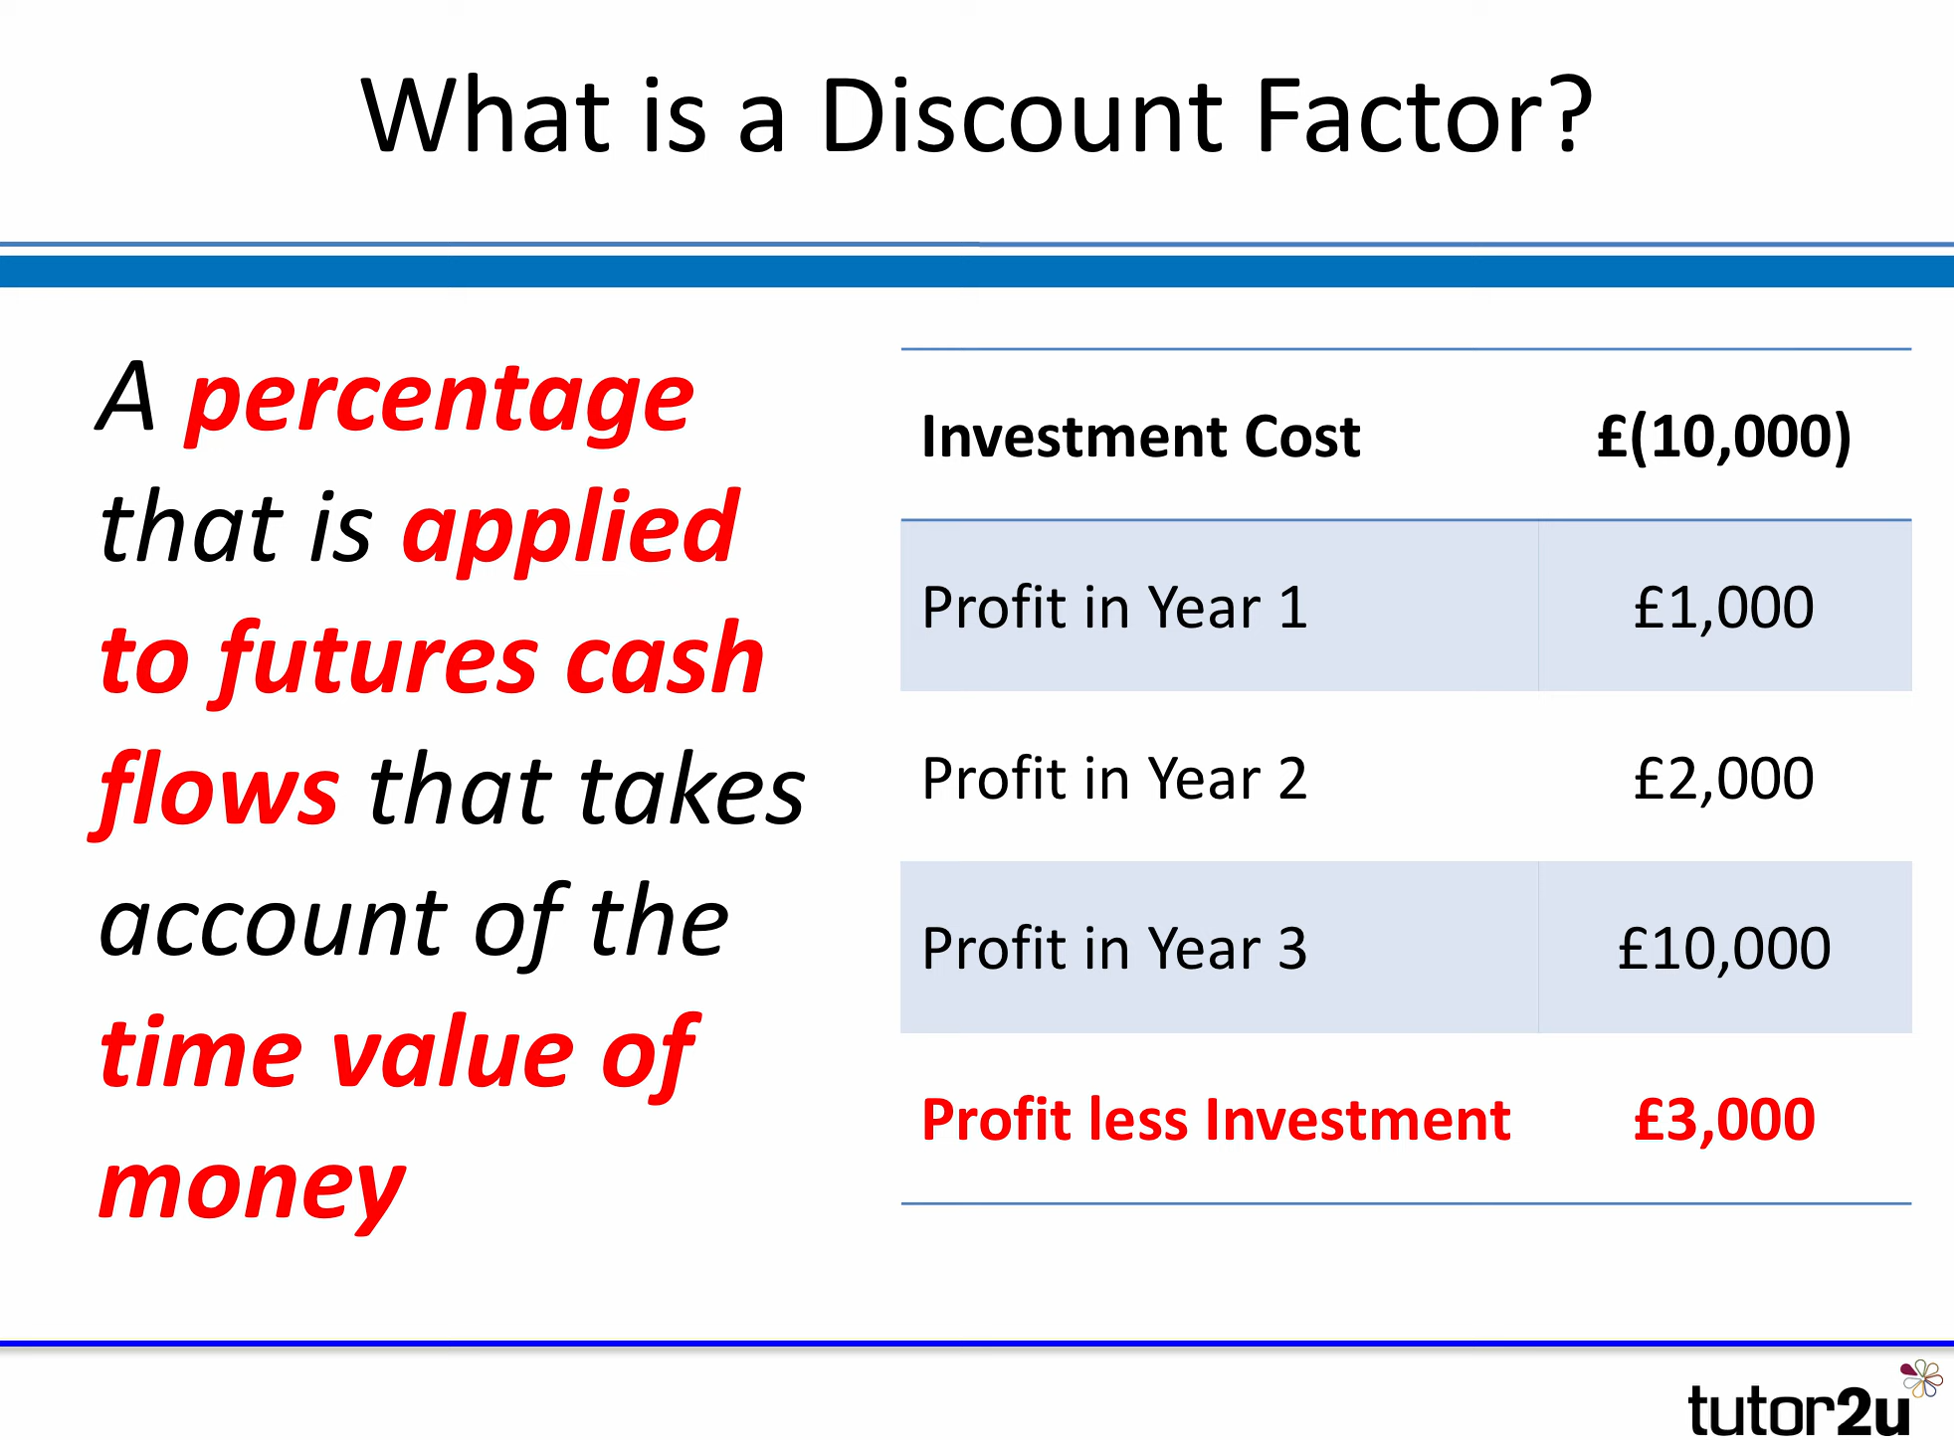 What is a Discount Factor?
A percentage
that is applied
to futures cash
flows that takes
account of the
time value of
money
Investment Cost £(10,000)
Profit in Year 1 £1,000
Profit in Year 2 £2,000
Profit in Year 3 £10,000
Profit less Investment £3,000
tutor2u